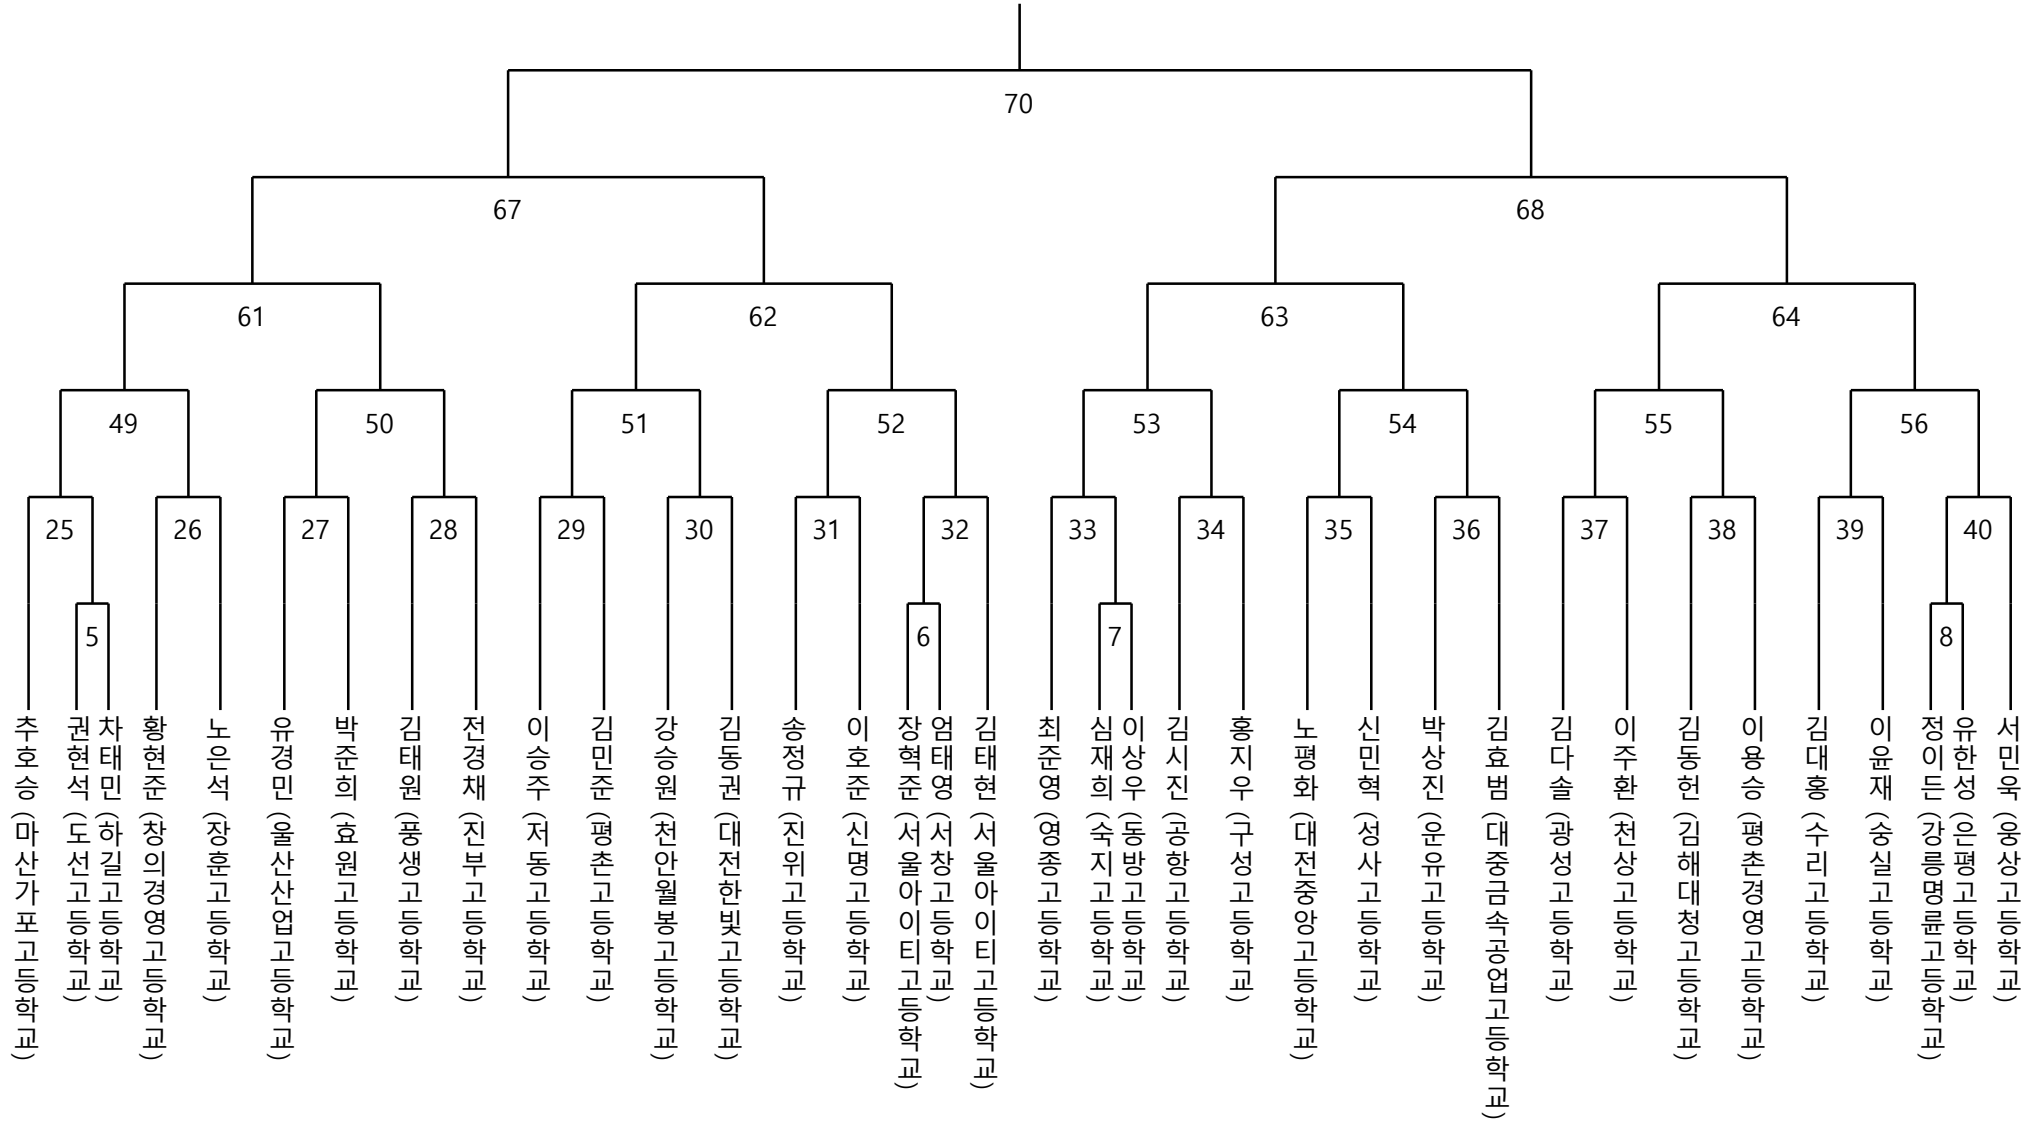 70
67
68
61
62
63
64
49
50
51
52
53
54
55
56
25
26
27
28
29
30
31
32
33
34
35
36
37
38
39
40
5
6
7
8
추호승 (마산가포고등학교)
권현석 (도선고등학교)
차태민 (하길고등학교)
황현준 (창의경영고등학교)
노은석 (장훈고등학교)
유경민 (울산산업고등학교)
박준희 (효원고등학교)
김태원 (풍생고등학교)
전경채 (진부고등학교)
이승주 (저동고등학교)
김민준 (평촌고등학교)
강승원 (천안월봉고등학교)
김동권 (대전한빛고등학교)
송정규 (진위고등학교)
이호준 (신명고등학교)
장혁준 (서울아이티고등학교)
엄태영 (서창고등학교)
김태현 (서울아이티고등학교)
최준영 (영종고등학교)
심재희 (숙지고등학교)
이상우 (동방고등학교)
김시진 (공항고등학교)
홍지우 (구성고등학교)
노평화 (대전중앙고등학교)
신민혁 (성사고등학교)
박상진 (운유고등학교)
김효범 (대중금속공업고등학교)
김다솔 (광성고등학교)
이주환 (천상고등학교)
김동헌 (김해대청고등학교)
이용승 (평촌경영고등학교)
김대홍 (수리고등학교)
이윤재 (숭실고등학교)
정이든 (강릉명륜고등학교)
유한성 (은평고등학교)
서민욱 (웅상고등학교)